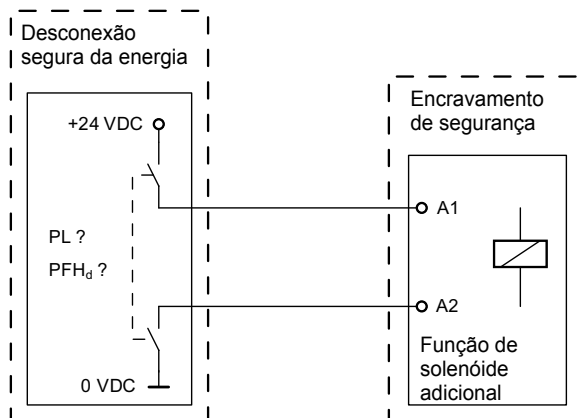 Desconexão
segura da energia
+24 VDC
PL ?
PFHd ?
0 VDC
Encravamento
de segurança
A1
A2
Função de
solenóide
adicional